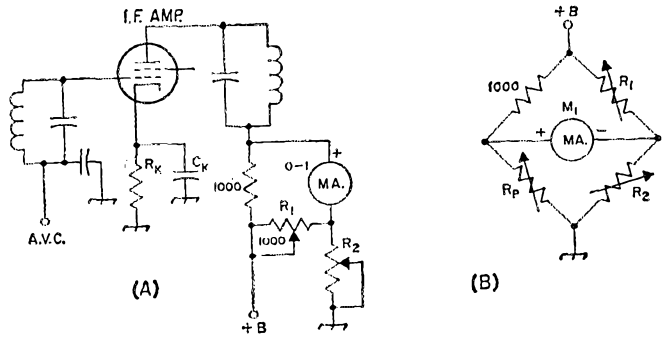 I.F. AMP.
A.V.C.
RK
CK
1000
0-1
+
MA.
R1
1000
R2
+B
(A)
+B
1000
R1
M1
+
MA.
-
RP
R2
(B)